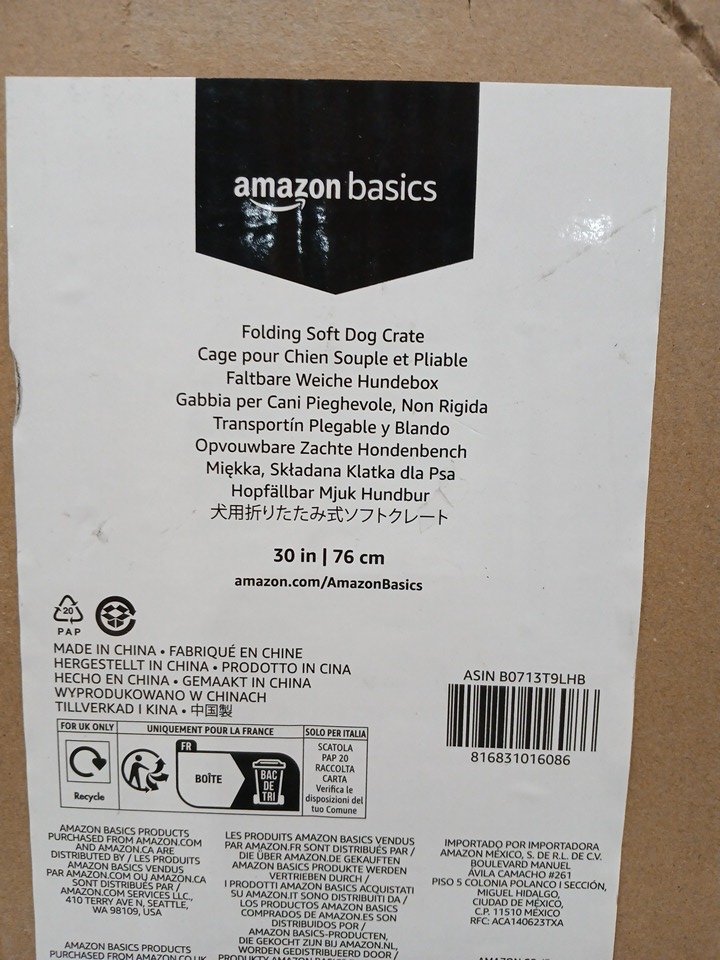 amazon basics
Folding Soft Dog Crate
Cage pour Chien Souple et Pliable
Faltbare Weiche Hundebox
Gabbia per Cani Pieghevole, Non Rigida
Transportín Plegable y Blando
Opvouwbare Zachte Hondenbench
Miękka, Składana Klatka dla Psa
Hopfällbar Mjuk Hundbur
犬用折りたたみ式ソフトクレート
30 in | 76 cm
amazon.com/AmazonBasics
20
PAP
MADE IN CHINA • FABRIQUÉ EN CHINE
HERGESTELLT IN CHINA • PRODOTTO IN CINA
HECHO EN CHINA • GEMAAKT IN CHINA
WYPRODUKOWANO W CHINACH
TILLVERKAD I KINA • 中国製
ASIN B0713T9LHB
816831016086
FOR UK ONLY
Recycle
UNIQUEMENT POUR LA FRANCE
FR
BOÎTE
BAC
DE
TRI
SOLO PER ITALIA
SCATOLA
PAP 20
RACCOLTA
CARTA
Verifica le
disposizioni del
tuo Comune
AMAZON BASICS PRODUCTS
PURCHASED FROM AMAZON.COM
AND AMAZON.CA ARE
DISTRIBUTED BY / LES PRODUITS
AMAZON BASICS VENDUS
PAR AMAZON.COM OU AMAZON.CA
SONT DISTRIBUÉS PAR /
AMAZON.COM SERVICES LLC.,
410 TERRY AVE N, SEATTLE,
WA 98109, USA
AMAZON BASICS PRODUCTS
PURCHASED FROM AMAZON.CO.UK
LES PRODUITS AMAZON BASICS VENDUS
PAR AMAZON.FR SONT DISTRIBUÉS PAR /
DIE ÜBER AMAZON.DE GEKAUFTEN
AMAZON BASICS PRODUKTE WERDEN
VERTRIEBEN DURCH /
I PRODOTTI AMAZON BASICS ACQUISTATI
SU AMAZON.IT SONO DISTRIBUITI DA /
LOS PRODUCTOS AMAZON BASICS
COMPRADOS DE AMAZON.ES SON
DISTRIBUIDOS POR /
AMAZON BASICS-PRODUCTEN,
DIE GEKOCHT ZIJN BIJ AMAZON.NL,
WORDEN GEDISTRIBUEERD DOOR /
PRODUKTY AMAZON BASICS
IMPORTADO POR IMPORTADORA
AMAZON MÉXICO, S. DE R.L. DE C.V.
BOULEVARD MANUEL
ÁVILA CAMACHO #261
PISO 5 COLONIA POLANCO I SECCIÓN,
MIGUEL HIDALGO,
CIUDAD DE MÉXICO,
C.P. 11510 MÉXICO
RFC: ACA140623TXA